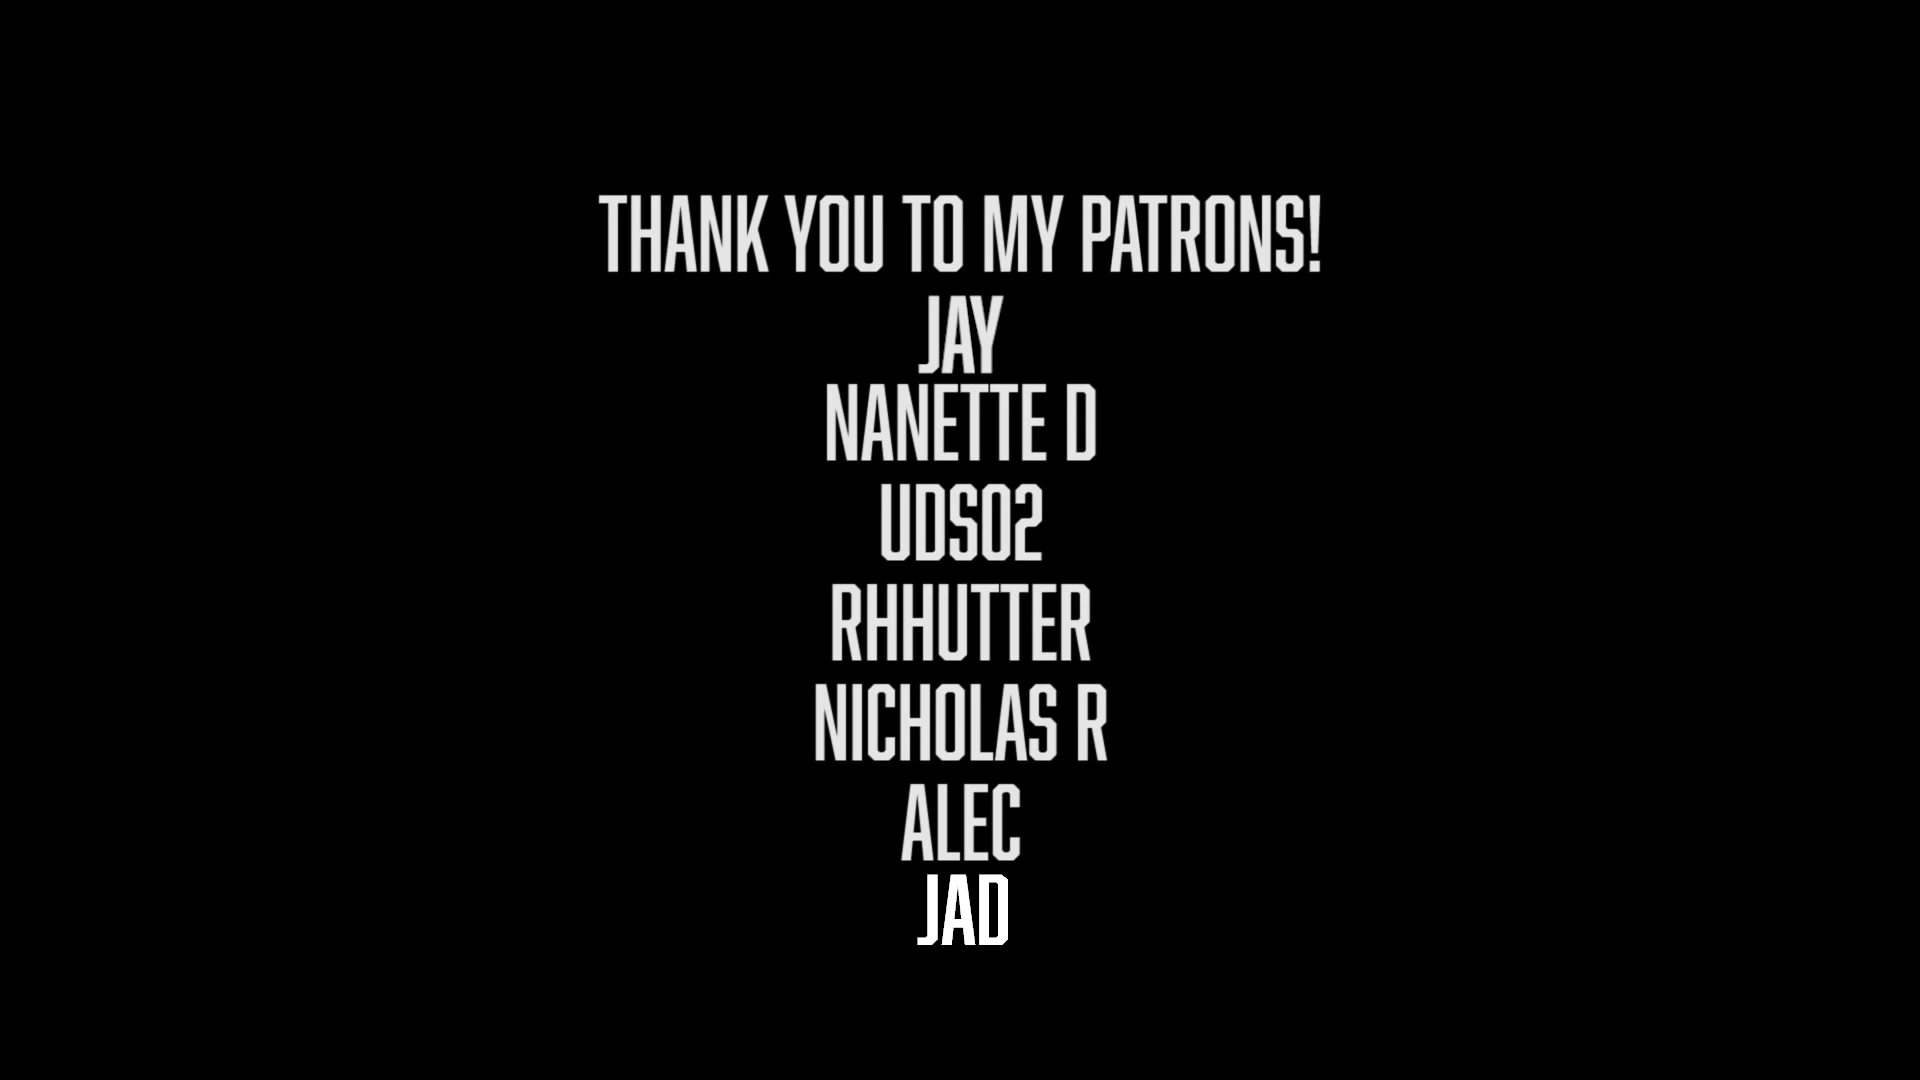 THANK YOU TO MY PATRONS!
JAY
NANETTE D
UDS02
RHHUTTER
NICHOLAS R
ALEC
JAD